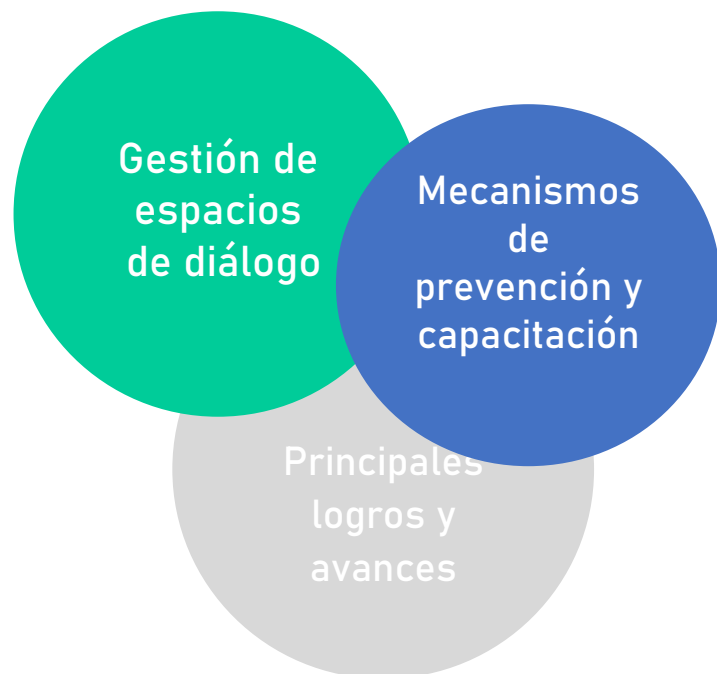 Gestión de
espacios
de diálogo
Mecanismos
de
prevención y
capacitación
Principales
logros y
avances